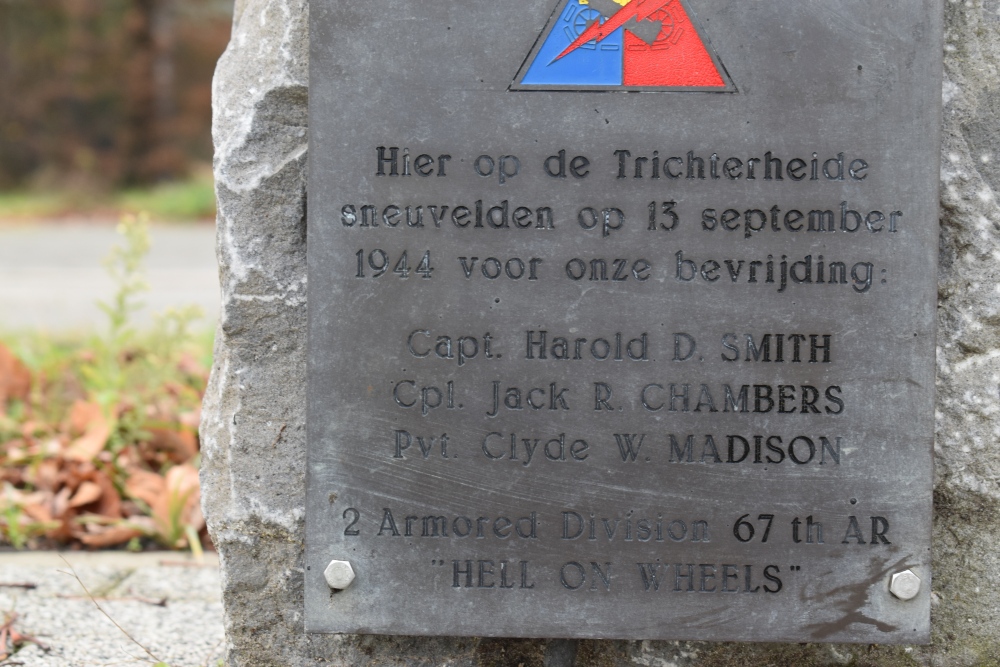 Hier op de Trichterheide
sneuvelden op 13 september
1944 voor onze bevrijding:
Capt. Harold D. SMITH
Cpl. Jack R. CHAMBERS
Pvt. Clyde W. MADISON
2 Armored Division 67 th AR
"HELL ON WHEELS"